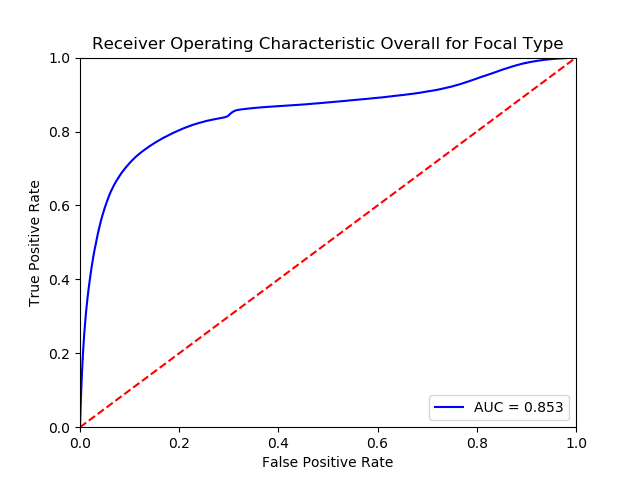 Receiver Operating Characteristic Overall for Focal Type
1.0
0.8
0.6
0.4
0.2
0.0
True Positive Rate
AUC = 0.853
0.0 0.2 0.4 0.6 0.8 1.0
False Positive Rate